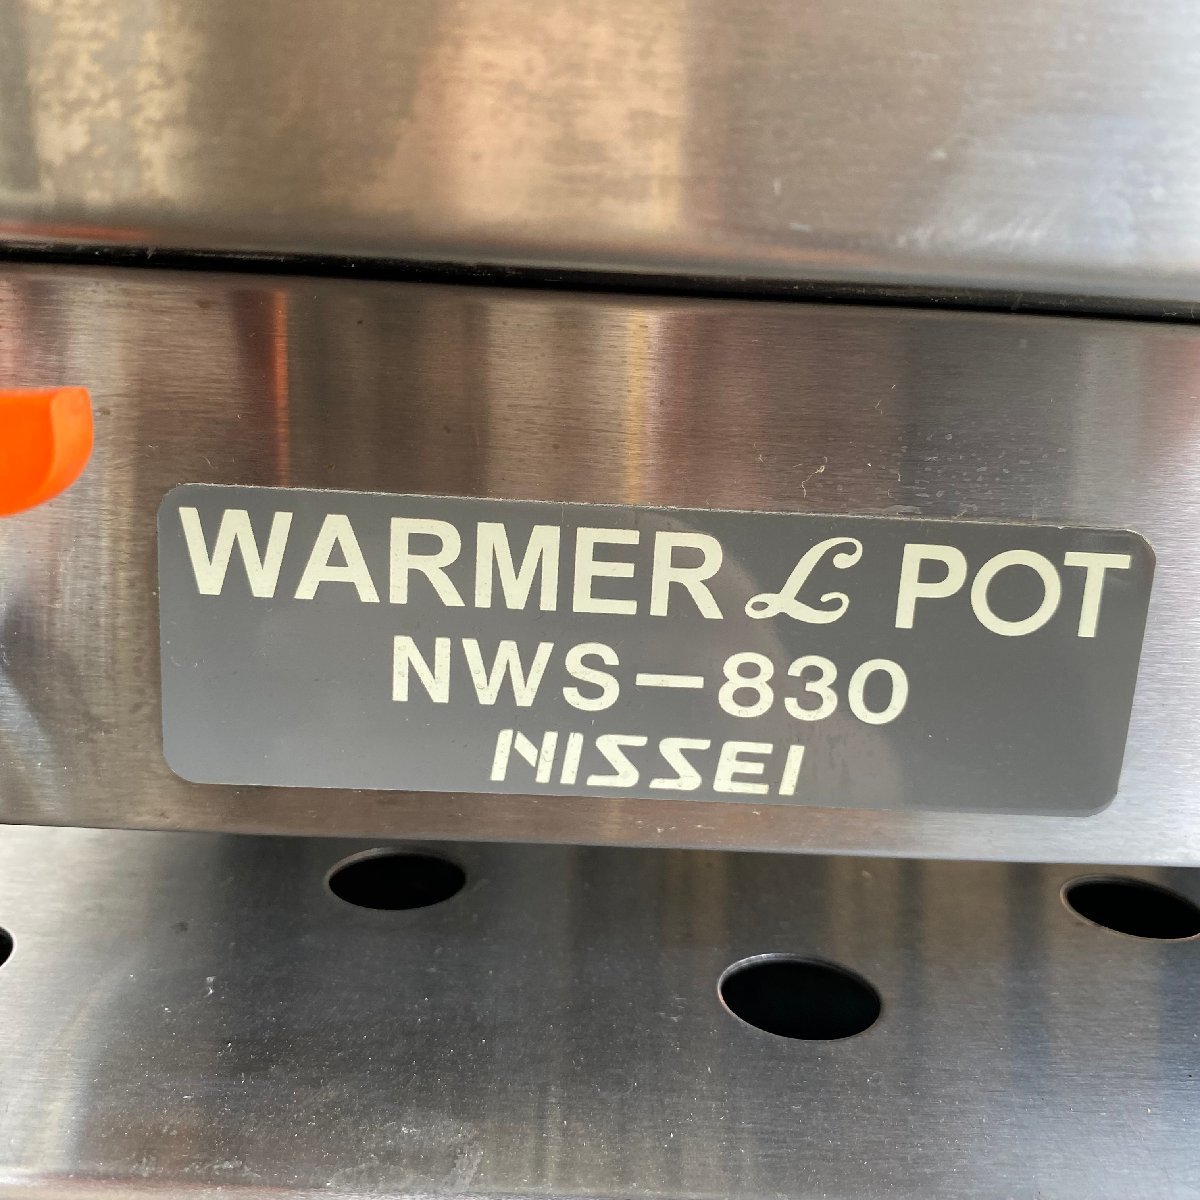 WARMER L POT
NWS-830
NISSEI